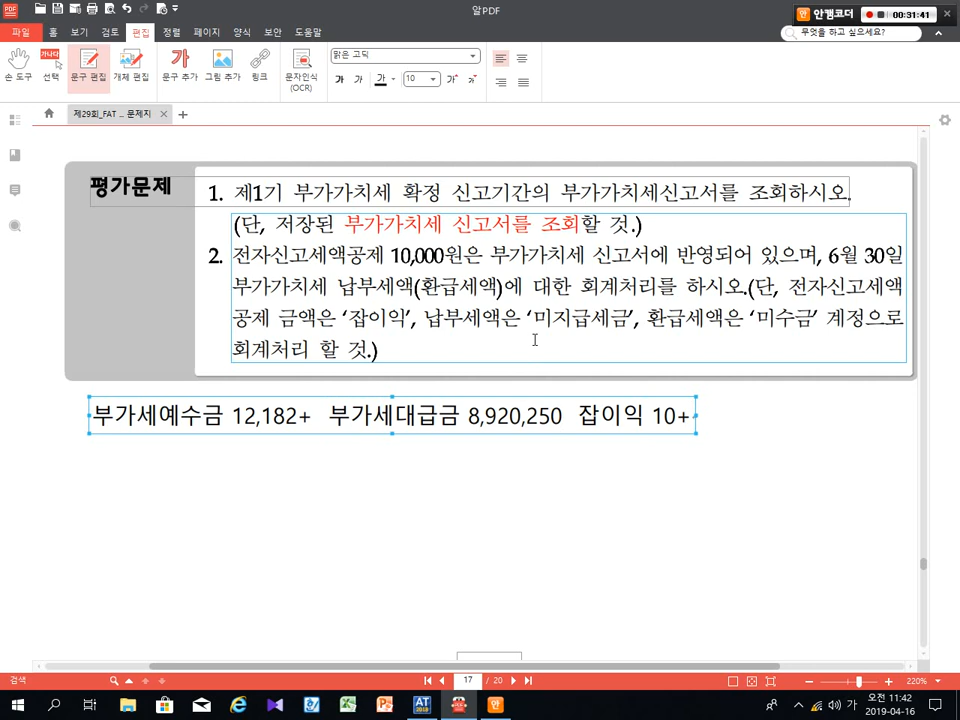 알PDF
안캠코더
00:31:41
파일 홈 보기 검토 편집 정렬 페이지 양식 보안 도움말
무엇을 하고 싶으세요?
손 도구 선택 문구 편집 개체 편집 문구 추가 그림 추가 링크 문자인식 (OCR)
맑은 고딕
가 가 가 10 가 가
제29회_FAT ... 문제지
평가문제 1. 제1기 부가가치세 확정 신고기간의 부가가치세신고서를 조회하시오.
(단, 저장된 부가가치세 신고서를 조회할 것.)
2. 전자신고세액공제 10,000원은 부가가치세 신고서에 반영되어 있으며, 6월 30일
부가가치세 납부세액(환급세액)에 대한 회계처리를 하시오.(단, 전자신고세액
공제 금액은 ‘잡이익’, 납부세액은 ‘미지급세금’, 환급세액은 ‘미수금’ 계정으로
회계처리 할 것.)
부가세예수금 12,182+ 부가세대급금 8,920,250 잡이익 10+
검색
17 / 20
220%
가
오전 11:42
2019-04-16